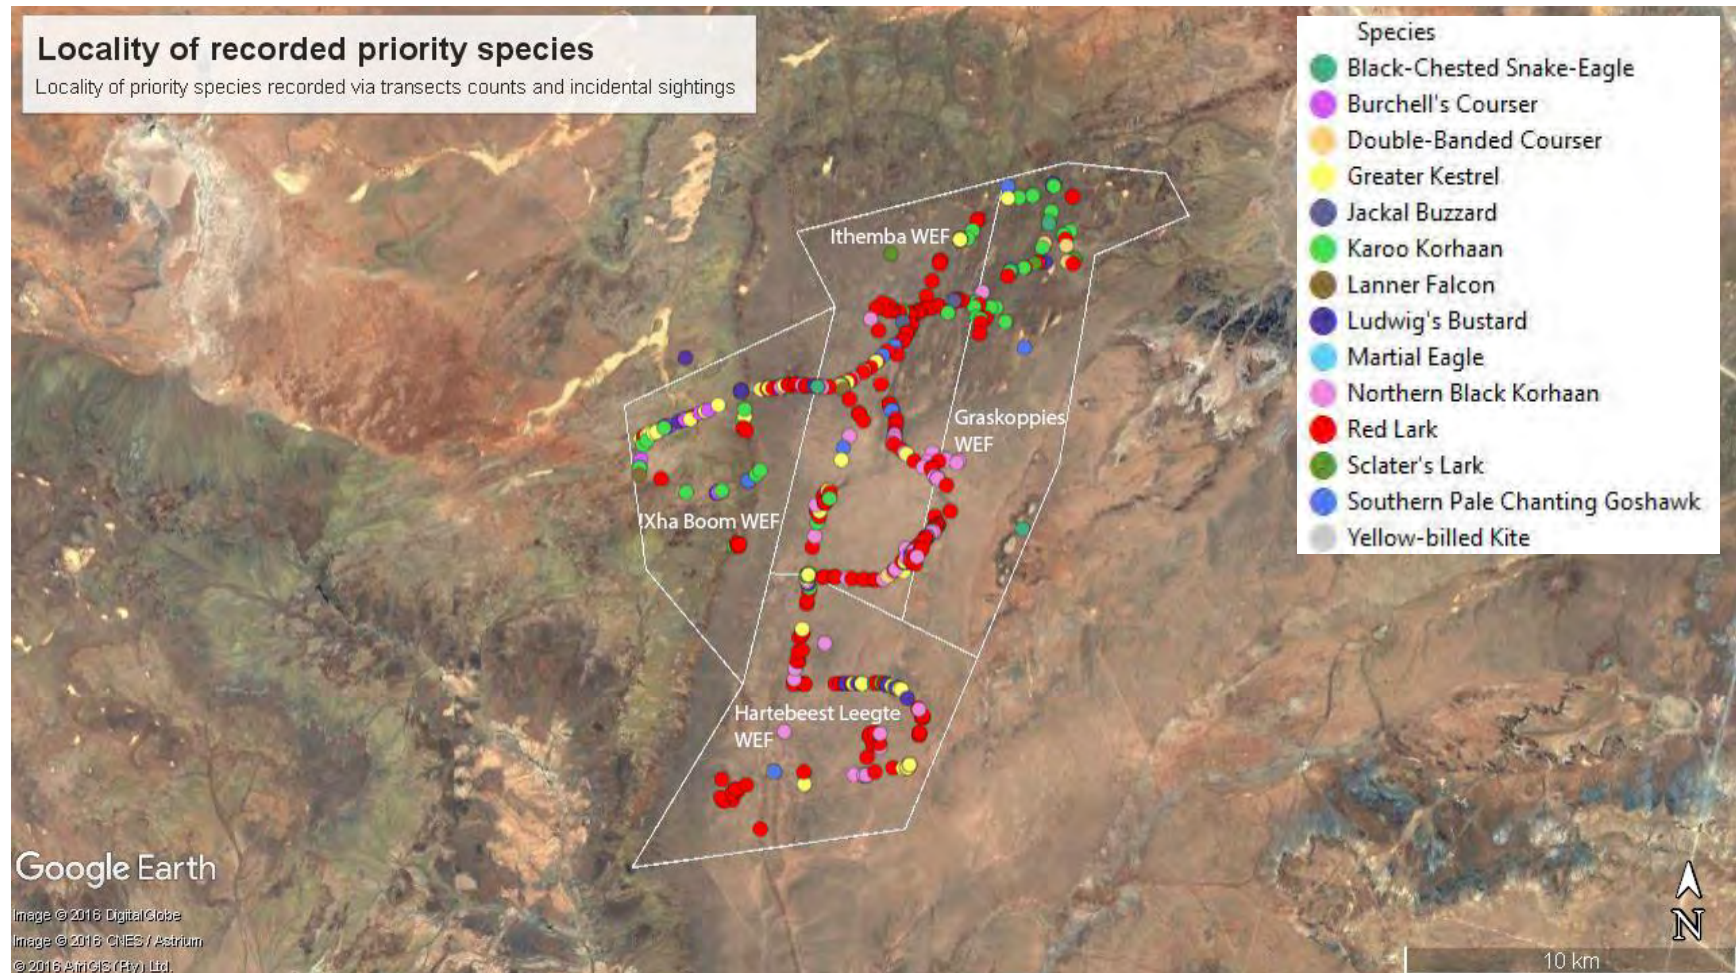 Locality of recorded priority species
Locality of priority species recorded via transects counts and incidental sightings
Species
Black-Chested Snake-Eagle
Burchell's Courser
Double-Banded Courser
Greater Kestrel
Jackal Buzzard
Karoo Korhaan
Lanner Falcon
Ludwig's Bustard
Martial Eagle
Northern Black Korhaan
Red Lark
Sclater's Lark
Southern Pale Chanting Goshawk
Yellow-billed Kite
Ithemba WEF
Graskoppies
WEF
!Xha Boom WEF
Hartebeest Leegte
WEF
Google Earth
Image © 2016 DigitalGlobe
Image © 2016 CNES / Astrium
© 2016 AfriGIS (Pty) Ltd.
N
10 km